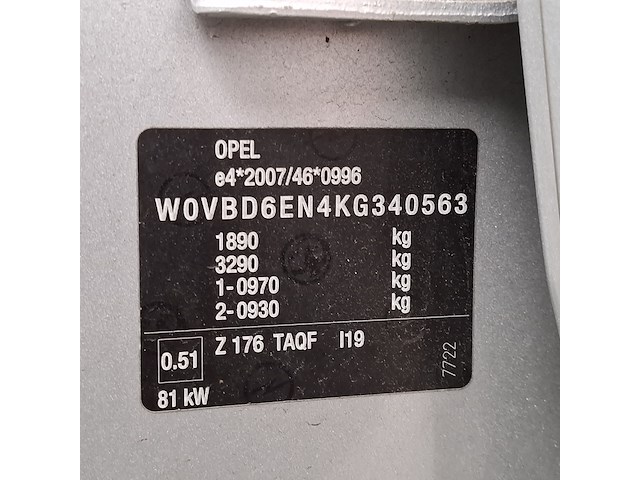 OPEL
e4*2007/46*0996
W0VBD6EN4KG340563
1890 kg
3290 kg
1-0970 kg
2-0930 kg
0.51 Z 176 TAQF I19
81 kW
7722